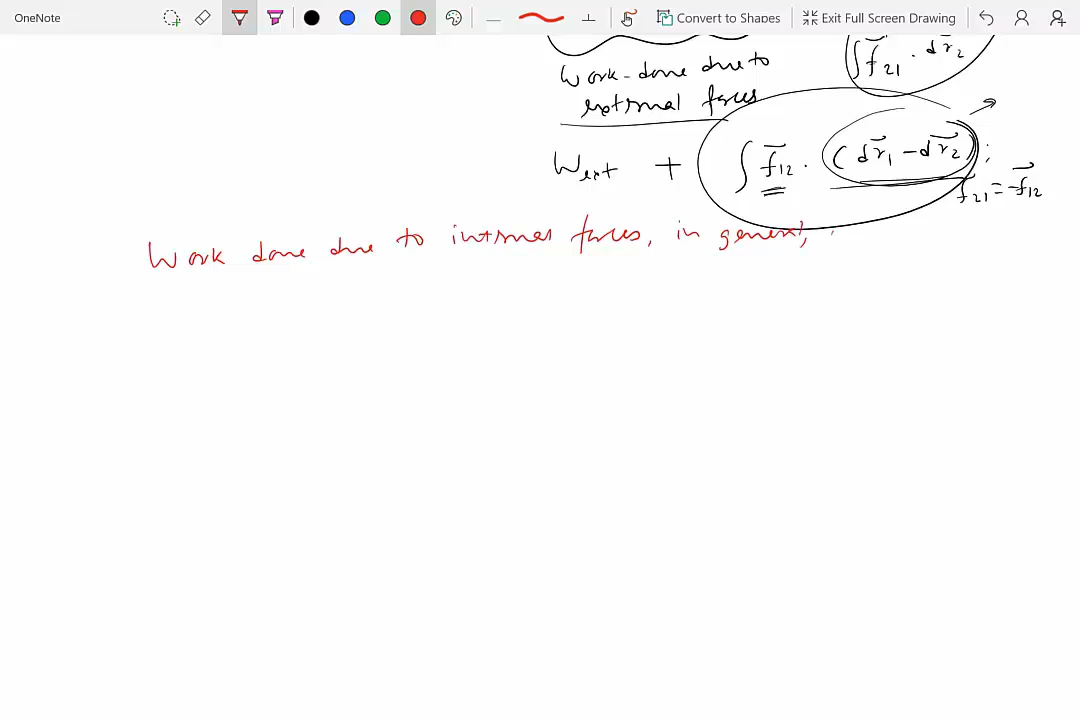 OneNote
Convert to Shapes
Exit Full Screen Drawing
∫ f⃗21 · dr⃗2
Work-done due to
external forces
Wext + ∫ f⃗12 · (dr⃗1 − dr⃗2) ;
f21 = −f⃗12
Work done due to internal forces, in general,